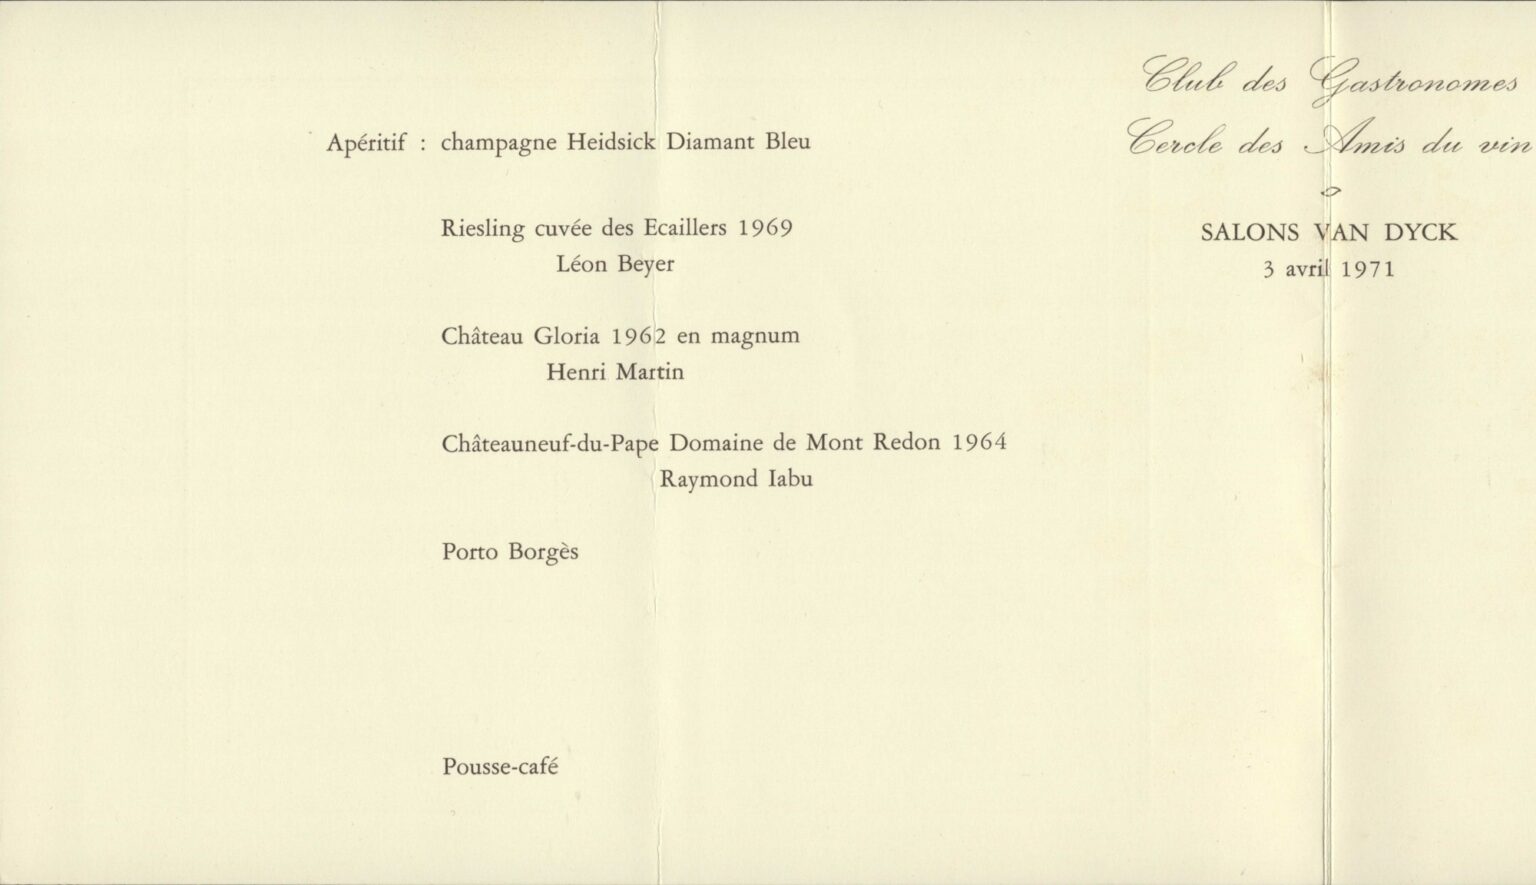 Apéritif : champagne Heidsick Diamant Bleu
Riesling cuvée des Ecaillers 1969
Léon Beyer
Château Gloria 1962 en magnum
Henri Martin
Châteauneuf-du-Pape Domaine de Mont Redon 1964
Raymond Iabu
Porto Borgès
Pousse-café
Club des Gastronomes
Cercle des Amis du vin
SALONS VAN DYCK
3 avril 1971